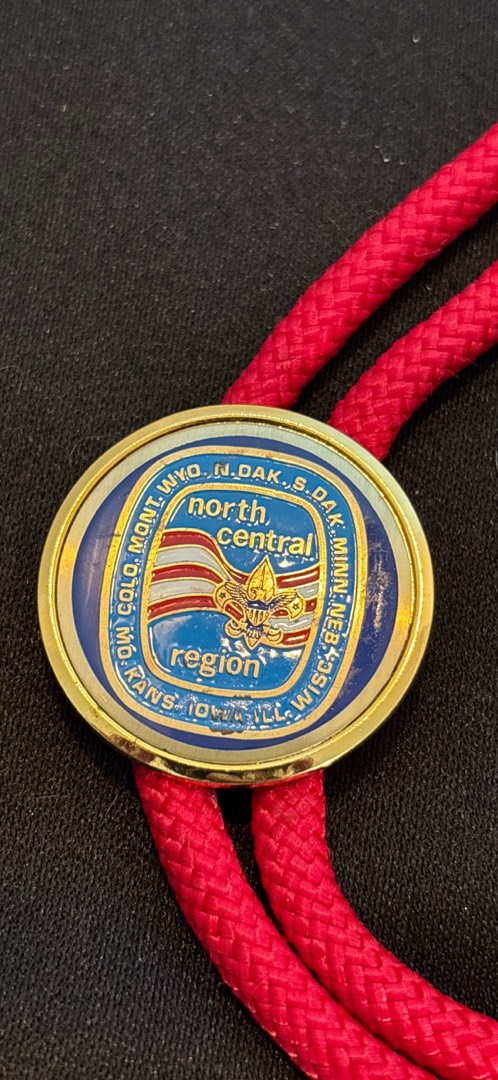 MO. KANS. IOWA ILL. WISC. NEB. MINN. S.DAK. N.DAK. WYO. MONT. COLO.
north
central
region